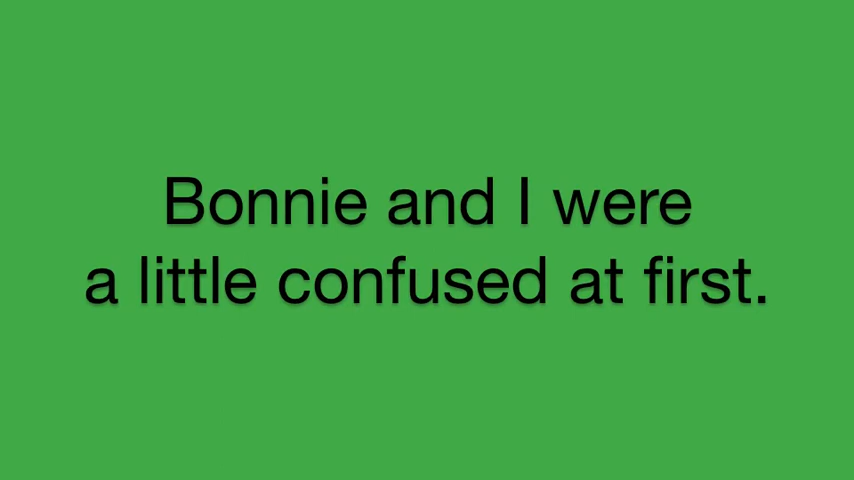 Bonnie and I were
a little confused at first.